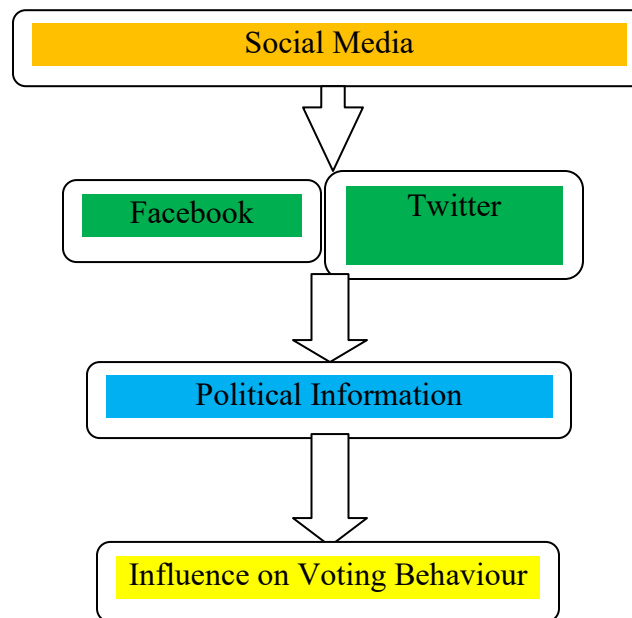 Social Media
Facebook
Twitter
Political Information
Influence on Voting Behaviour